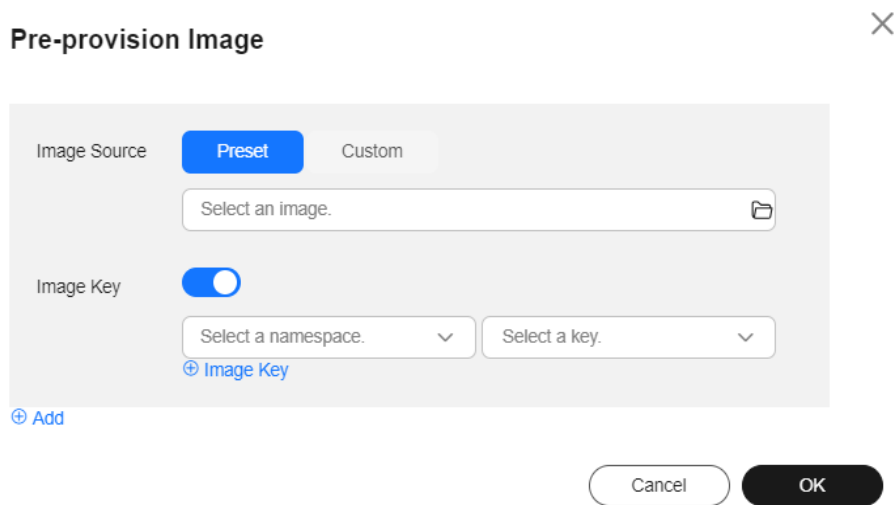 Pre-provision Image
Image Source Preset Custom
Select an image.
Image Key
Select a namespace. Select a key.
Image Key
Add
Cancel OK